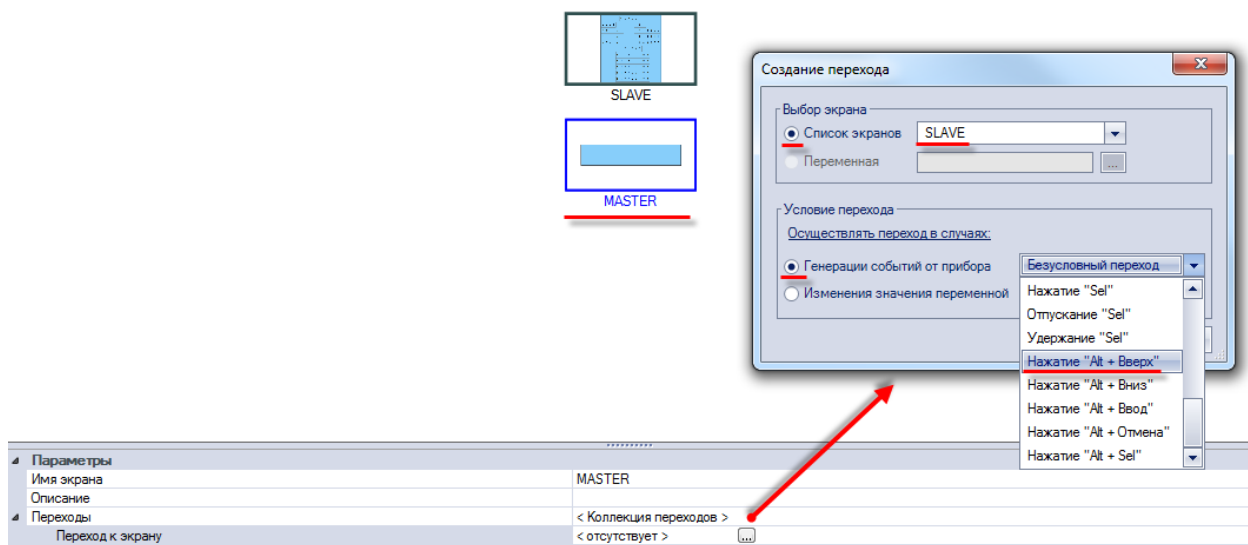 SLAVE
MASTER
Создание перехода
Выбор экрана
Список экранов SLAVE
Переменная ...
Условие перехода
Осуществлять переход в случаях:
Генерации событий от прибора Безусловный переход
Изменения значения переменной
Нажатие "Sel"
Отпускание "Sel"
Удержание "Sel"
Нажатие "Alt + Вверх"
Нажатие "Alt + Вниз"
Нажатие "Alt + Ввод"
Нажатие "Alt + Отмена"
Нажатие "Alt + Sel"
Параметры
Имя экрана MASTER
Описание
Переходы < Коллекция переходов >
Переход к экрану < отсутствует > ...